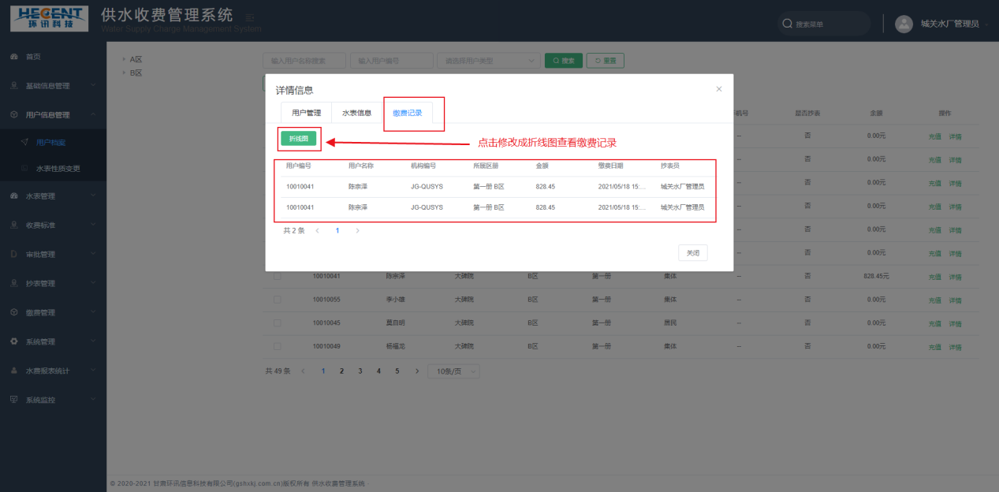 HECENT
环讯科技
供水收费管理系统
Water Supply Charge Management System
搜索菜单
城关水厂管理员
首页
基础信息管理
用户信息管理
用户档案
水表性质变更
水表管理
收费标准
审批管理
抄表管理
缴费管理
系统管理
水费报表统计
系统监控
A区
B区
输入用户名称搜索 输入用户编号 请选择用户类型 搜索 重置
详情信息
用户管理 水表信息 缴费记录
折线图
点击修改成折线图查看缴费记录
用户编号 用户名称 机构编号 所属区册 金额 缴费日期 抄表员
10010041 陈宗泽 JG-QUSYS 第一册 B区 828.45 2021/05/18 15:... 城关水厂管理员
10010041 陈宗泽 JG-QUSYS 第一册 B区 828.45 2021/05/18 15:... 城关水厂管理员
共 2 条 1
关闭
机号 是否抄表 金额 操作
-- 否 0.00元 充值 详情
-- 否 0.00元 充值 详情
-- 否 0.00元 充值 详情
-- 否 0.00元 充值 详情
-- 否 0.00元 充值 详情
-- 否 0.00元 充值 详情
10010041 陈宗泽 大碑院 B区 第一册 集体 -- 否 828.45元 充值 详情
10010055 李小雄 大碑院 B区 第一册 集体 -- 否 0.00元 充值 详情
10010045 莫自明 大碑院 B区 第一册 居民 -- 否 0.00元 充值 详情
10010049 杨福龙 大碑院 B区 第一册 集体 -- 否 0.00元 充值 详情
共 49 条 1 2 3 4 5 10条/页
© 2020-2021 甘肃环讯信息科技有限公司(gshxkj.com.cn)版权所有 供水收费管理系统